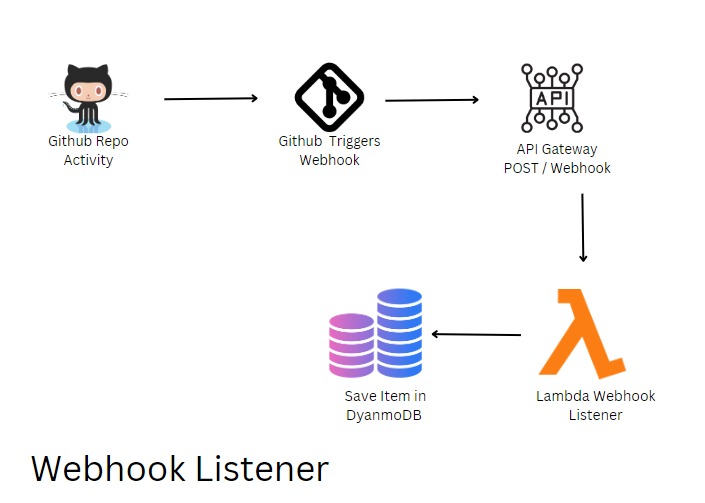 Github Repo
Activity
Github  Triggers
Webhook
API
API Gateway
POST / Webhook
Save Item in
DyanmoDB
Lambda Webhook
Listener
Webhook Listener